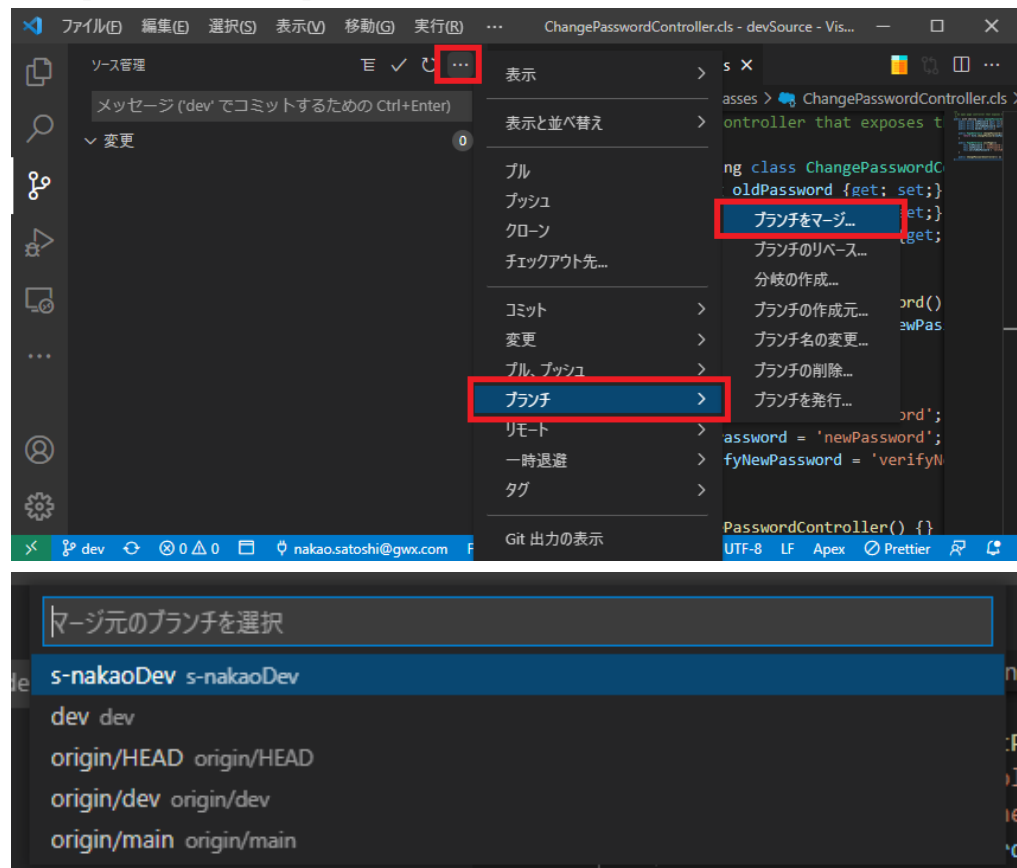 ファイル(F) 編集(E) 選択(S) 表示(V) 移動(G) 実行(R) ··· ChangePasswordController.cls - devSource - Vis...
ソース管理
メッセージ ('dev' でコミットするための Ctrl+Enter)
変更 0
表示
表示と並べ替え
プル
プッシュ
クローン
チェックアウト先...
コミット
変更
プル、プッシュ
ブランチ
リモート
一時退避
タグ
Git 出力の表示
ブランチをマージ...
ブランチのリベース...
分岐の作成...
ブランチの作成元...
ブランチ名の変更...
ブランチの削除...
ブランチを発行...
s ×
asses > ChangePasswordController.cls >
ontroller that exposes t
ng class ChangePasswordC
oldPassword {get; set;}
et;}
{get;
ord()
ewPas
ord';
assword = 'newPassword';
fyNewPassword = 'verifyN
PasswordController() {}
dev 0 0 nakao.satoshi@gwx.com F UTF-8 LF Apex Prettier
マージ元のブランチを選択
s-nakaoDev s-nakaoDev
dev dev
origin/HEAD origin/HEAD
origin/dev origin/dev
origin/main origin/main